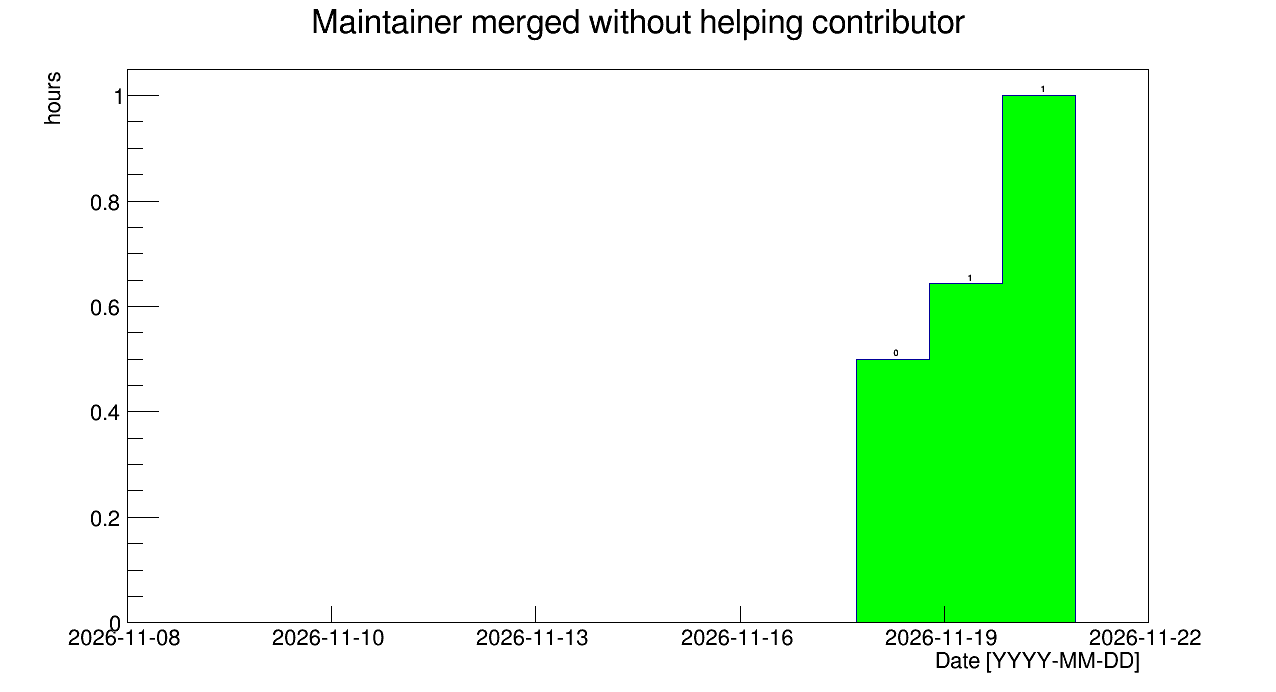 Maintainer merged without helping contributor
hours
1
0.8
0.6
0.4
0.2
0
0
1
1
2026-11-08 2026-11-10 2026-11-13 2026-11-16 2026-11-19 2026-11-22
Date [YYYY-MM-DD]